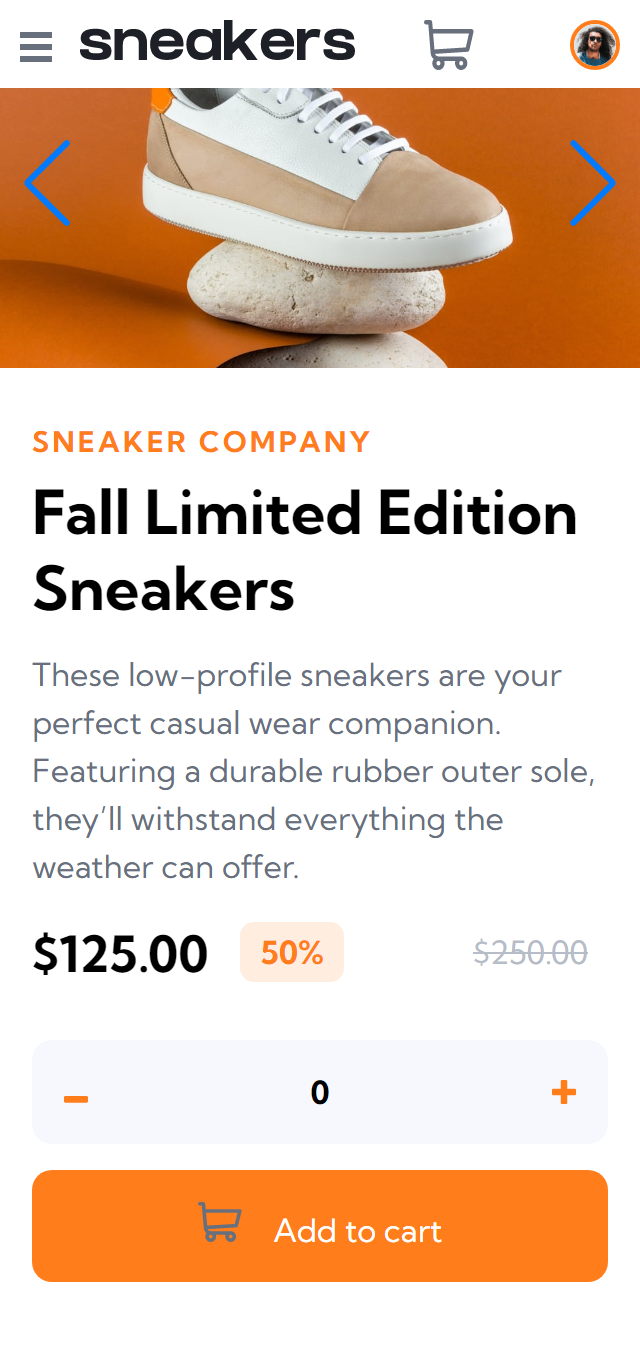 sneakers
SNEAKER COMPANY
Fall Limited Edition
Sneakers
These low-profile sneakers are your
perfect casual wear companion.
Featuring a durable rubber outer sole,
they’ll withstand everything the
weather can offer.
$125.00 50% $250.00
0
Add to cart